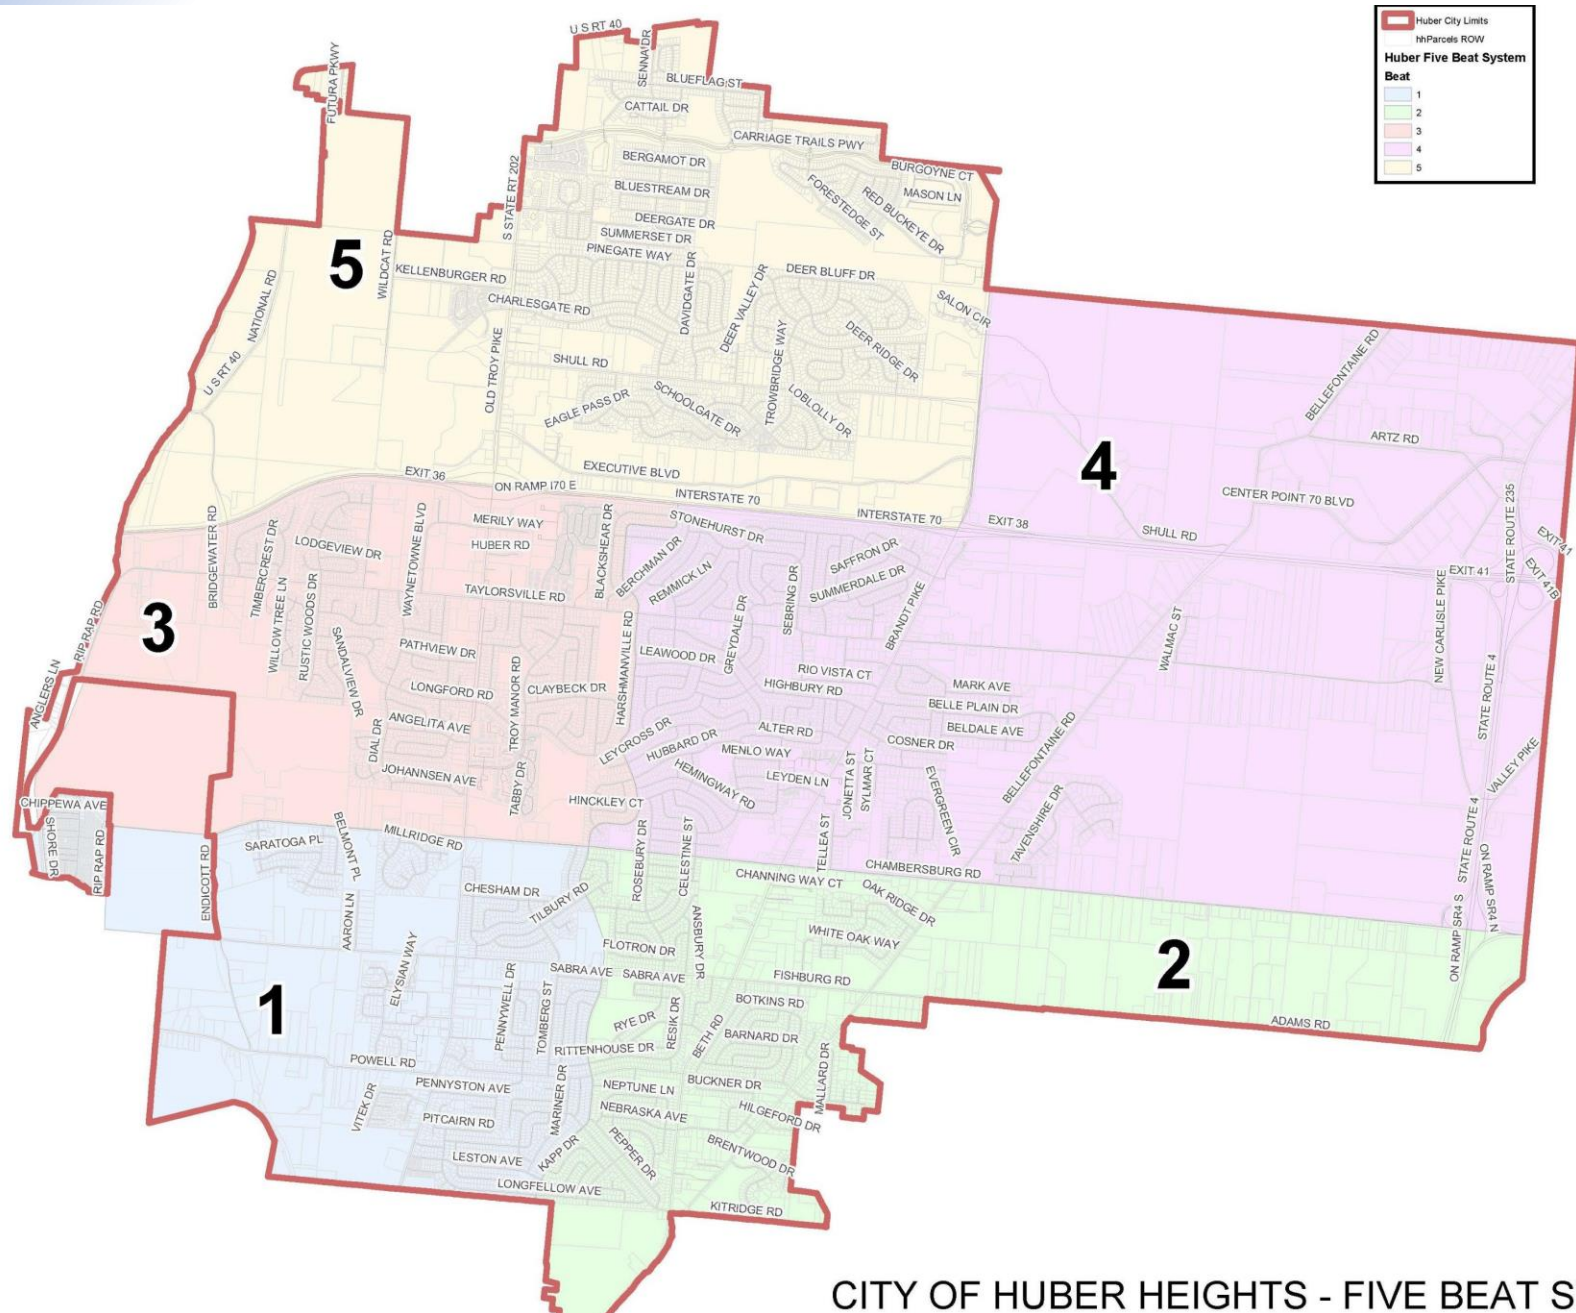 Huber City Limits
hhParcels ROW
Huber Five Beat System
Beat
1
2
3
4
5
U S RT 40
SENNA DR
FUTURA PKWY
BLUEFLAG ST
CATTAIL DR
CARRIAGE TRAILS PWY
BERGAMOT DR
BURGOYNE CT
BLUESTREAM DR
FORESTEDGE ST
RED BUCKEYE DR
MASON LN
S STATE RT 202
DEERGATE DR
SUMMERSET DR
PINEGATE WAY
5
WILDCAT RD
KELLENBURGER RD
NATIONAL RD
DAVIDGATE DR
DEER VALLEY DR
DEER BLUFF DR
CHARLESGATE RD
SALON CIR
U S RT 40
OLD TROY PIKE
SHULL RD
TROWBRIDGE WAY
DEER RIDGE DR
EAGLE PASS DR
SCHOOLGATE DR
LOBLOLLY DR
BELLEFONTAINE RD
ARTZ RD
4
EXIT 36
EXECUTIVE BLVD
ON RAMP I70 E
INTERSTATE 70
INTERSTATE 70
CENTER POINT 70 BLVD
STATE ROUTE 235
EXIT 38
SHULL RD
EXIT 41
EXIT 41
EXIT 41B
BRIDGEWATER RD
TIMBERCREST DR
LODGEVIEW DR
WAYNETOWNE BLVD
MERILY WAY
HUBER RD
BLACKSHEAR DR
STONEHURST DR
BERCHMAN DR
REMMICK LN
SAFFRON DR
SUMMERDALE DR
SEBRING DR
TAYLORSVILLE RD
WILLOW TREE LN
RUSTIC WOODS DR
BRANDT PIKE
RIP RAP RD
3
SANDALVIEW DR
PATHVIEW DR
HARSHMANVILLE RD
LEAWOOD DR
GREYDALE DR
RIO VISTA CT
HIGHBURY RD
MARK AVE
WALMAC ST
NEW CARLISLE PIKE
ANGLERS LN
LONGFORD RD
TROY MANOR RD
CLAYBECK DR
BELLE PLAIN DR
BELDALE AVE
STATE ROUTE 4
DIAL DR
ANGELITA AVE
LEYCROSS DR
HUBBARD DR
ALTER RD
MENLO WAY
COSNER DR
BELLEFONTAINE RD
JOHANNSEN AVE
TABBY DR
HEMINGWAY RD
LEYDEN LN
JONETTA ST
SYLMAR CT
EVERGREEN CIR
TAVENSHIRE DR
VALLEY PIKE
CHIPPEWA AVE
HINCKLEY CT
SHORE DR
RIP RAP RD
ENDICOTT RD
SARATOGA PL
BELMONT PL
MILLRIDGE RD
ROSEBURY DR
CELESTINE ST
TELLEA ST
CHAMBERSBURG RD
STATE ROUTE 4
ON RAMP SR4 N
ON RAMP SR4 S
CHESHAM DR
TILBURY RD
CHANNING WAY CT
OAK RIDGE DR
AARON LN
ANSBURY DR
WHITE OAK WAY
FLOTRON DR
2
ELYSIAN WAY
SABRA AVE
SABRA AVE
FISHBURG RD
1
PENNYWELL DR
TOMBERG ST
RYE DR
RESIK DR
BOTKINS RD
ADAMS RD
BETH RD
BARNARD DR
RITTENHOUSE DR
MALLARD DR
POWELL RD
PENNYSTON AVE
MARINER DR
NEPTUNE LN
BUCKNER DR
VITEK DR
PITCAIRN RD
NEBRASKA AVE
HILGEFORD DR
KAPP DR
PEPPER DR
BRENTWOOD DR
LESTON AVE
LONGFELLOW AVE
KITRIDGE RD
CITY OF HUBER HEIGHTS - FIVE BEAT S